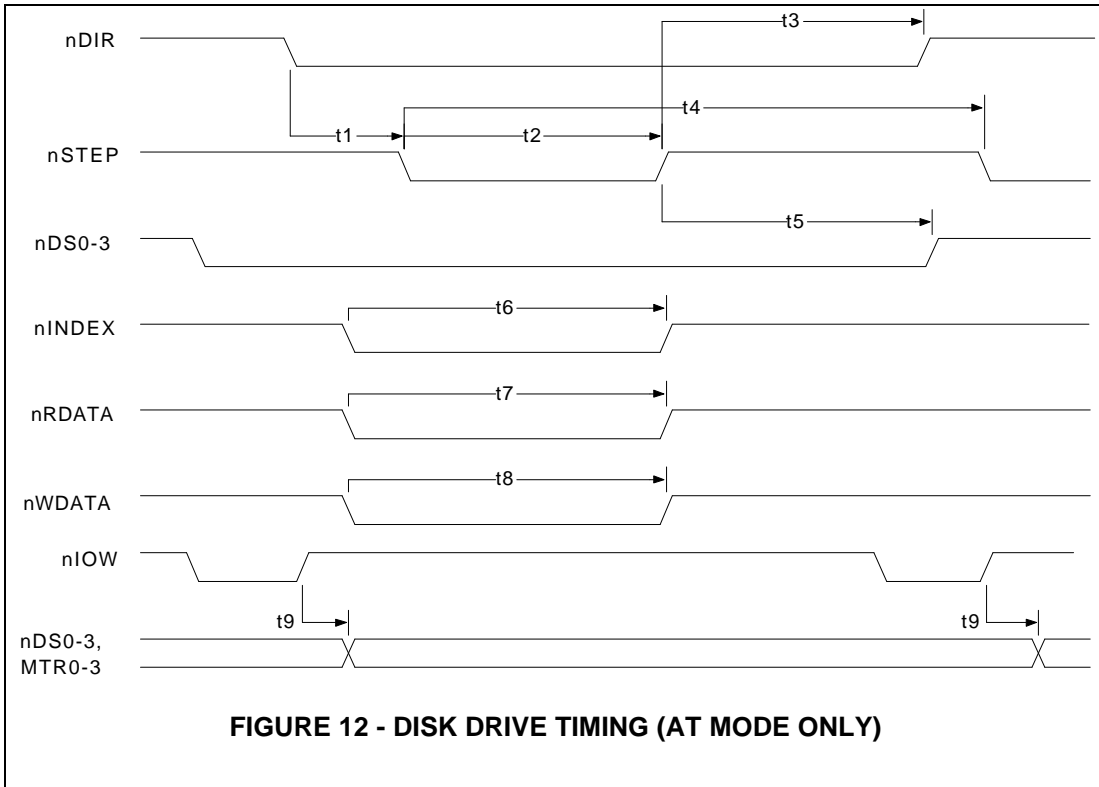 nDIR
t3
t4
nSTEP
t1
t2
nDS0-3
t5
nINDEX
t6
nRDATA
t7
nWDATA
t8
nIOW
t9
t9
nDS0-3,
MTR0-3
FIGURE 12 - DISK DRIVE TIMING (AT MODE ONLY)